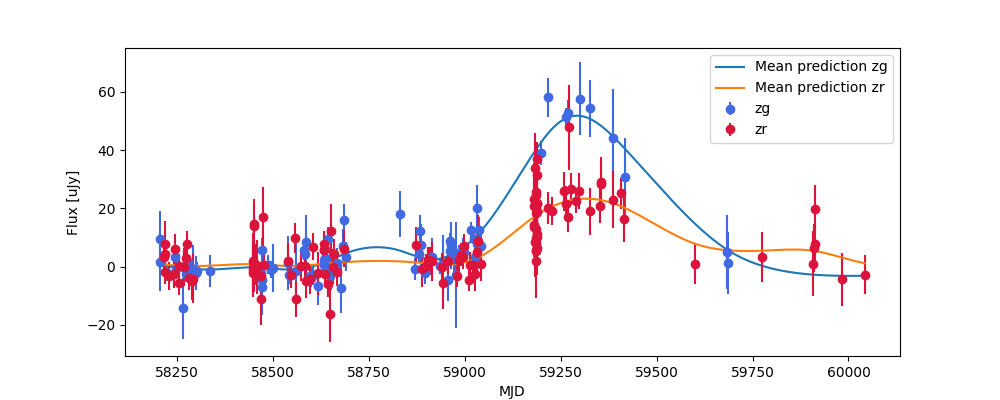 Mean prediction zg
Mean prediction zr
zg
zr
Flux [uJy]
60
40
20
0
−20
58250 58500 58750 59000 59250 59500 59750 60000
MJD